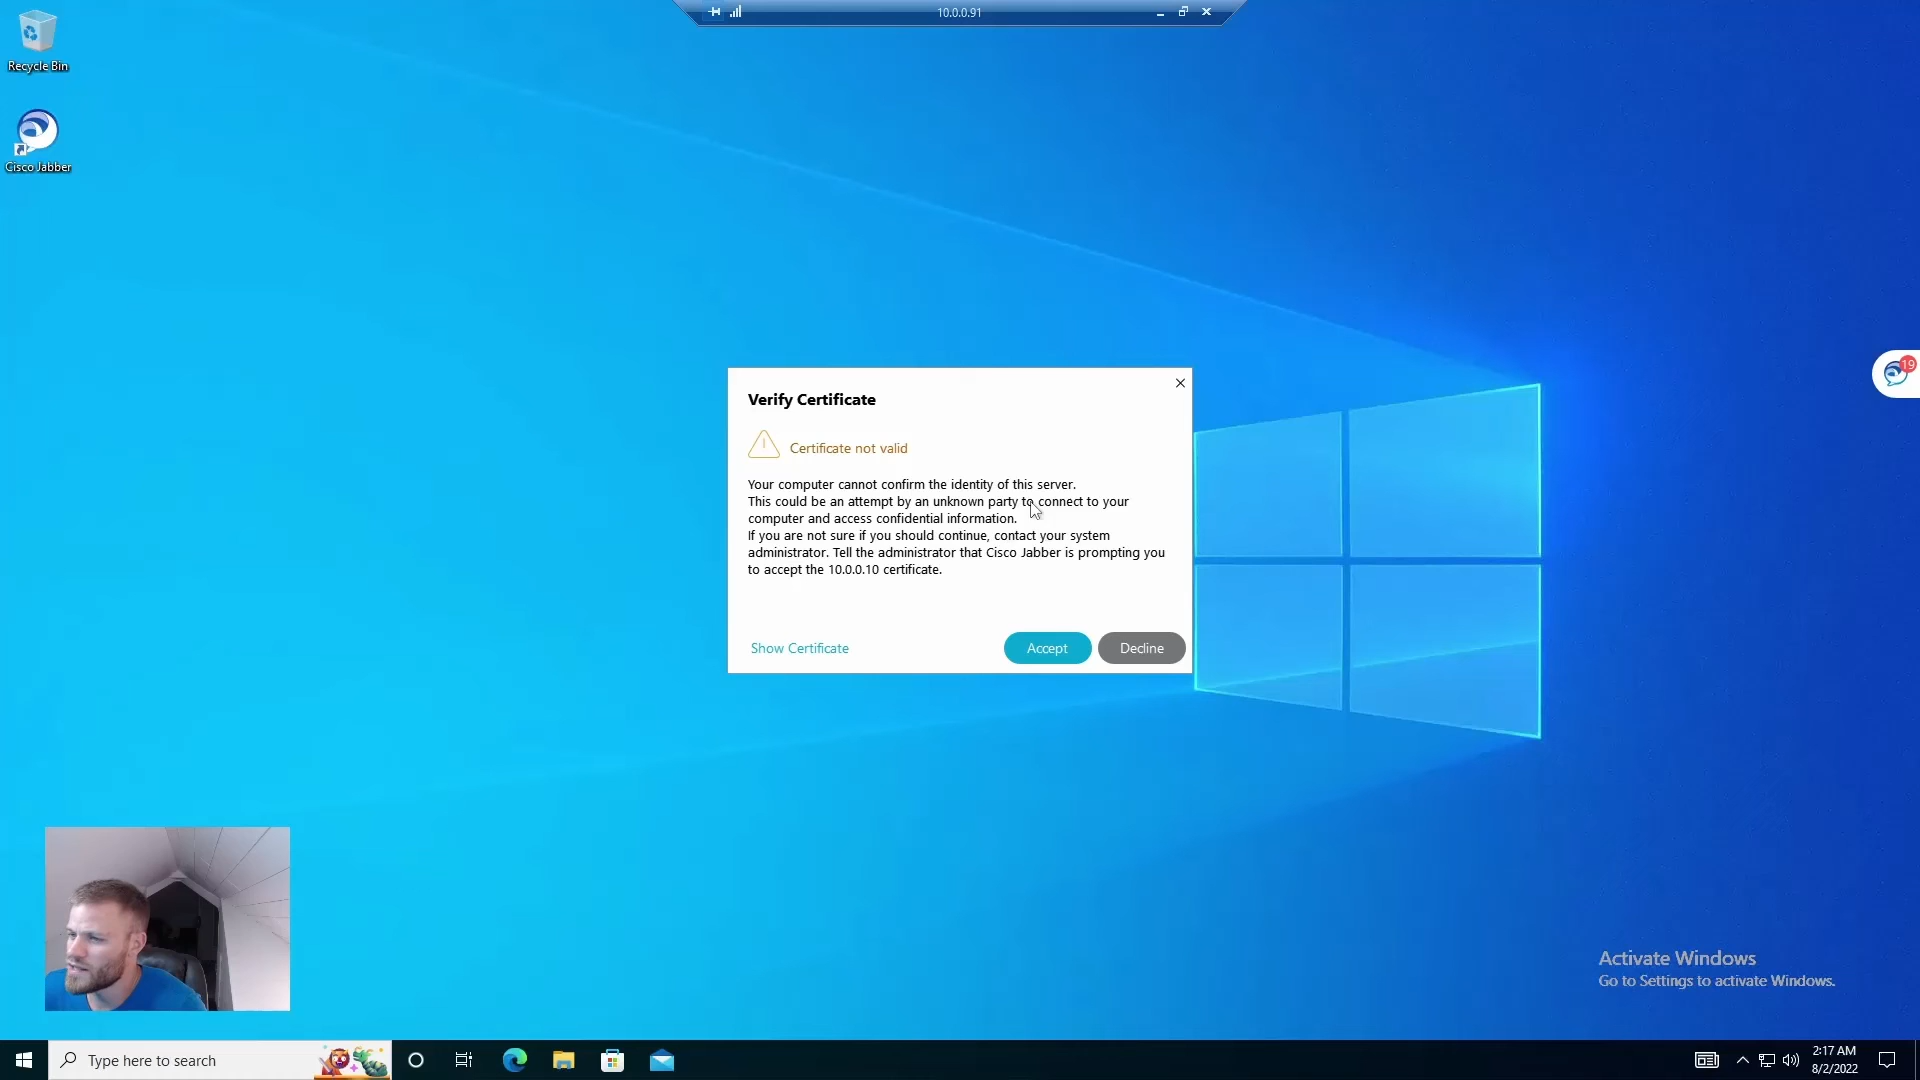 10.0.0.91
Recycle Bin
Cisco Jabber
19
Verify Certificate
Certificate not valid
Your computer cannot confirm the identity of this server.
This could be an attempt by an unknown party to connect to your
computer and access confidential information.
If you are not sure if you should continue, contact your system
administrator. Tell the administrator that Cisco Jabber is prompting you
to accept the 10.0.0.10 certificate.
Show Certificate
Accept
Decline
Activate Windows
Go to Settings to activate Windows.
Type here to search
2:17 AM
8/2/2022